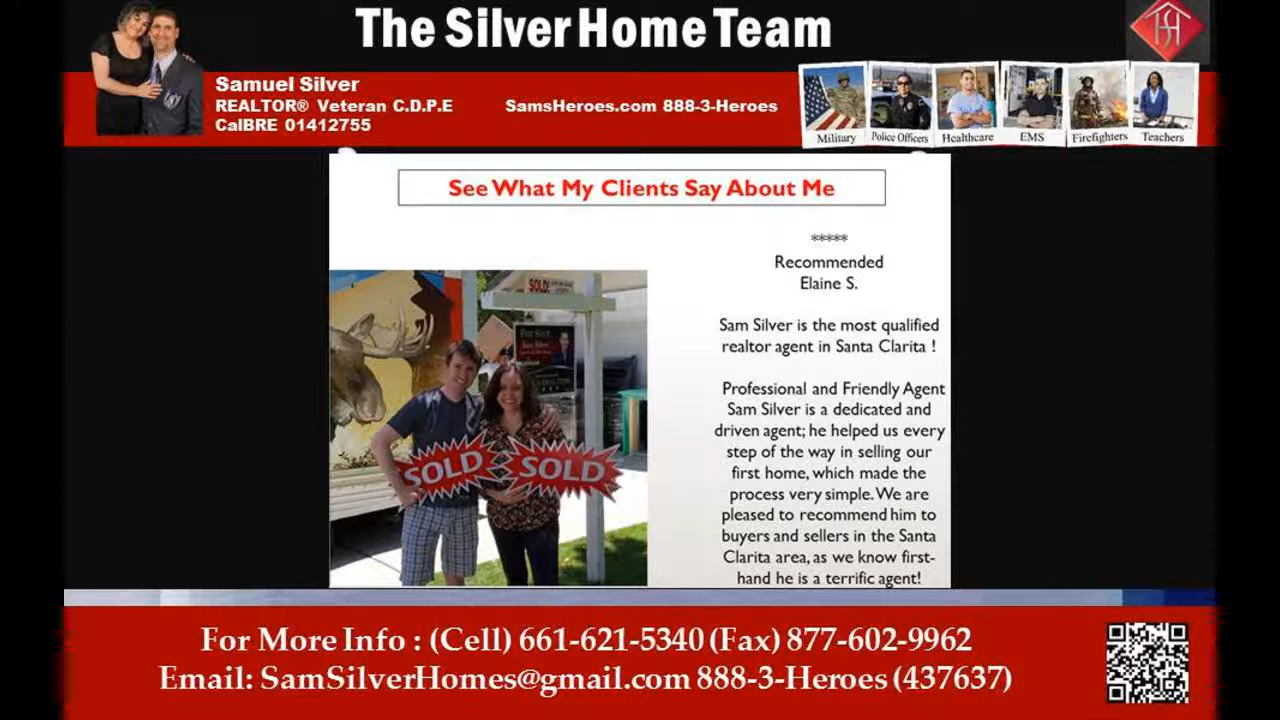 The Silver Home Team
Samuel Silver
REALTOR® Veteran C.D.P.E
CalBRE 01412755
SamsHeroes.com 888-3-Heroes
Military
Police Officers
Healthcare
EMS
Firefighters
Teachers
See What My Clients Say About Me
*****
Recommended
Elaine S.
Sam Silver is the most qualified
realtor agent in Santa Clarita !
Professional and Friendly Agent
Sam Silver is a dedicated and
driven agent; he helped us every
step of the way in selling our
first home, which made the
process very simple. We are
pleased to recommend him to
buyers and sellers in the Santa
Clarita area, as we know first-
hand he is a terrific agent!
SOLD!
For Sale
Sam Silver
SOLD
SOLD
For More Info : (Cell) 661-621-5340 (Fax) 877-602-9962
Email: SamSilverHomes@gmail.com 888-3-Heroes (437637)